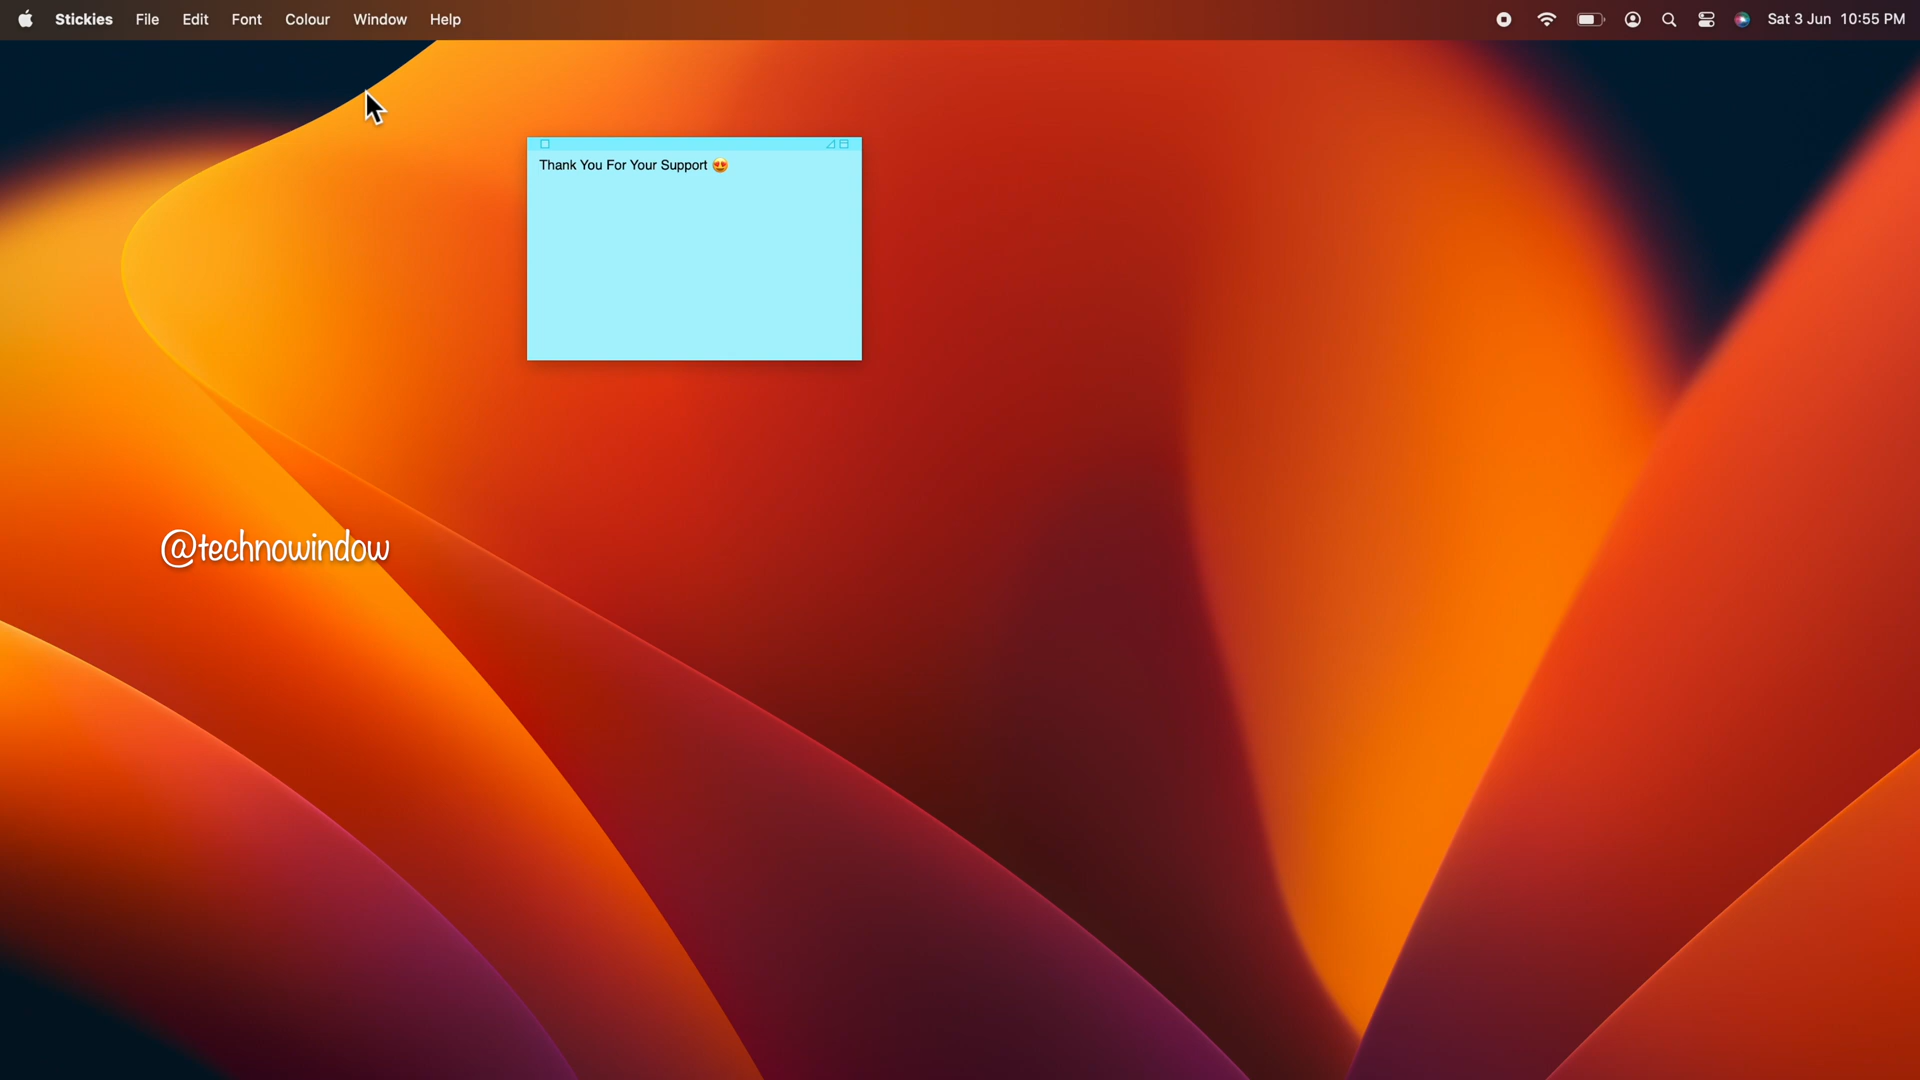 Stickies File Edit Font Colour Window Help Sat 3 Jun 10:55 PM
Thank You For Your Support 😍
@technowindow